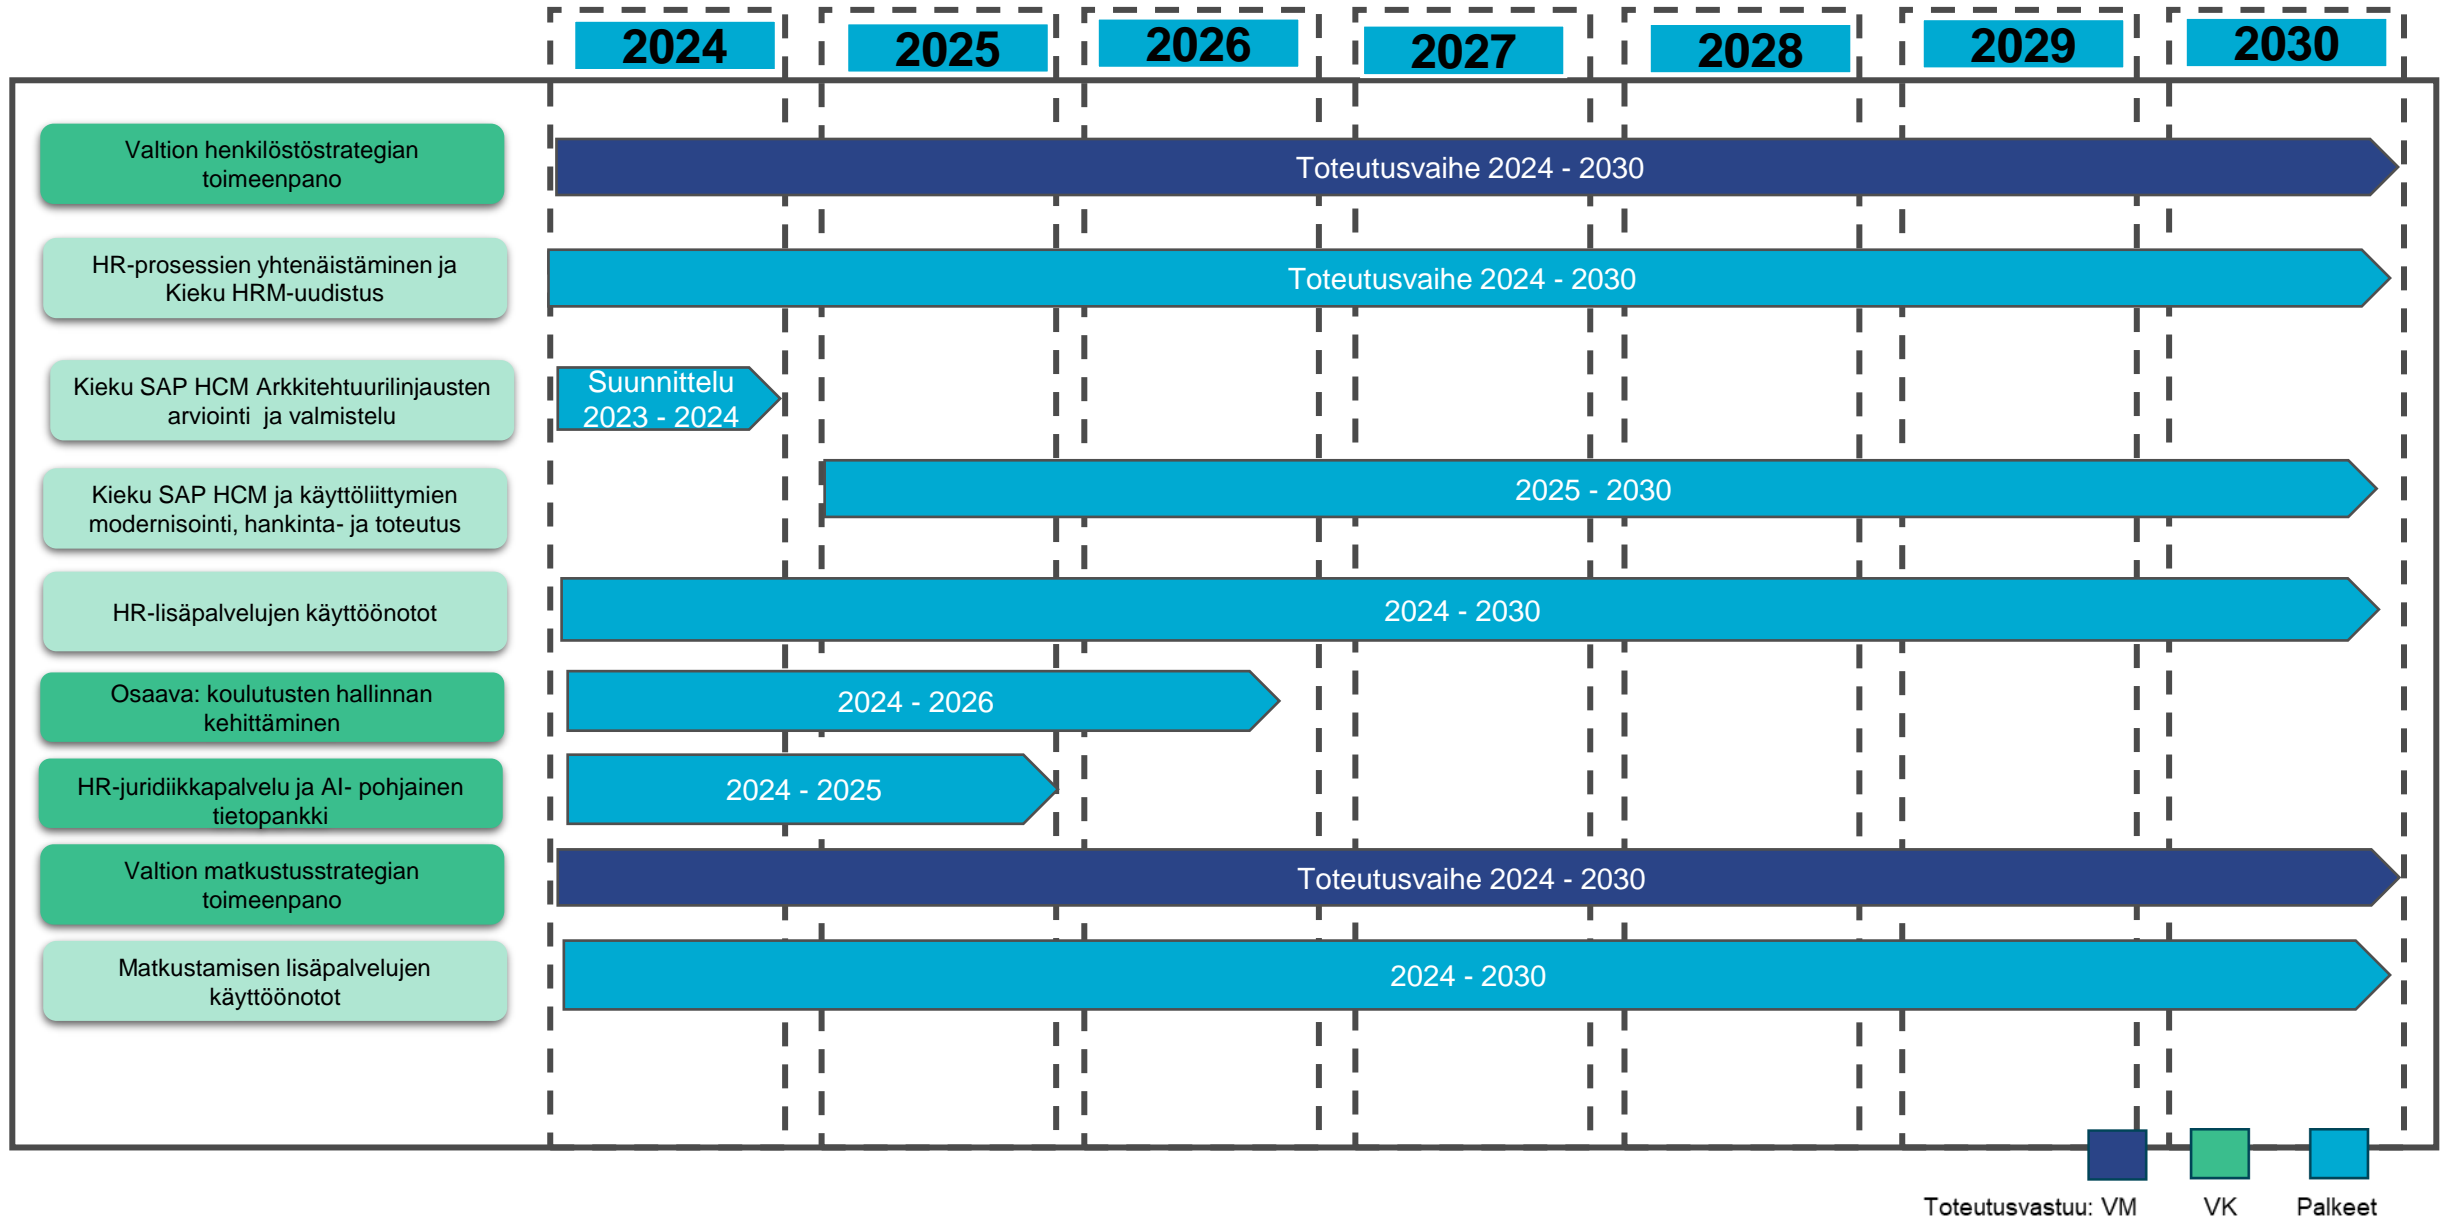 2024
2025
2026
2027
2028
2029
2030
Valtion henkilöstöstrategian
toimeenpano
Toteutusvaihe 2024 - 2030
HR-prosessien yhtenäistäminen ja
Kieku HRM-uudistus
Toteutusvaihe 2024 - 2030
Kieku SAP HCM Arkkitehtuurilinjausten
arviointi ja valmistelu
Suunnittelu
2023 - 2024
Kieku SAP HCM ja käyttöliittymien
modernisointi, hankinta- ja toteutus
2025 - 2030
HR-lisäpalvelujen käyttöönotot
2024 - 2030
Osaava: koulutusten hallinnan
kehittäminen
2024 - 2026
HR-juridiikkapalvelu ja AI- pohjainen
tietopankki
2024 - 2025
Valtion matkustusstrategian
toimeenpano
Toteutusvaihe 2024 - 2030
Matkustamisen lisäpalvelujen
käyttöönotot
2024 - 2030
Toteutusvastuu: VM
VK
Palkeet